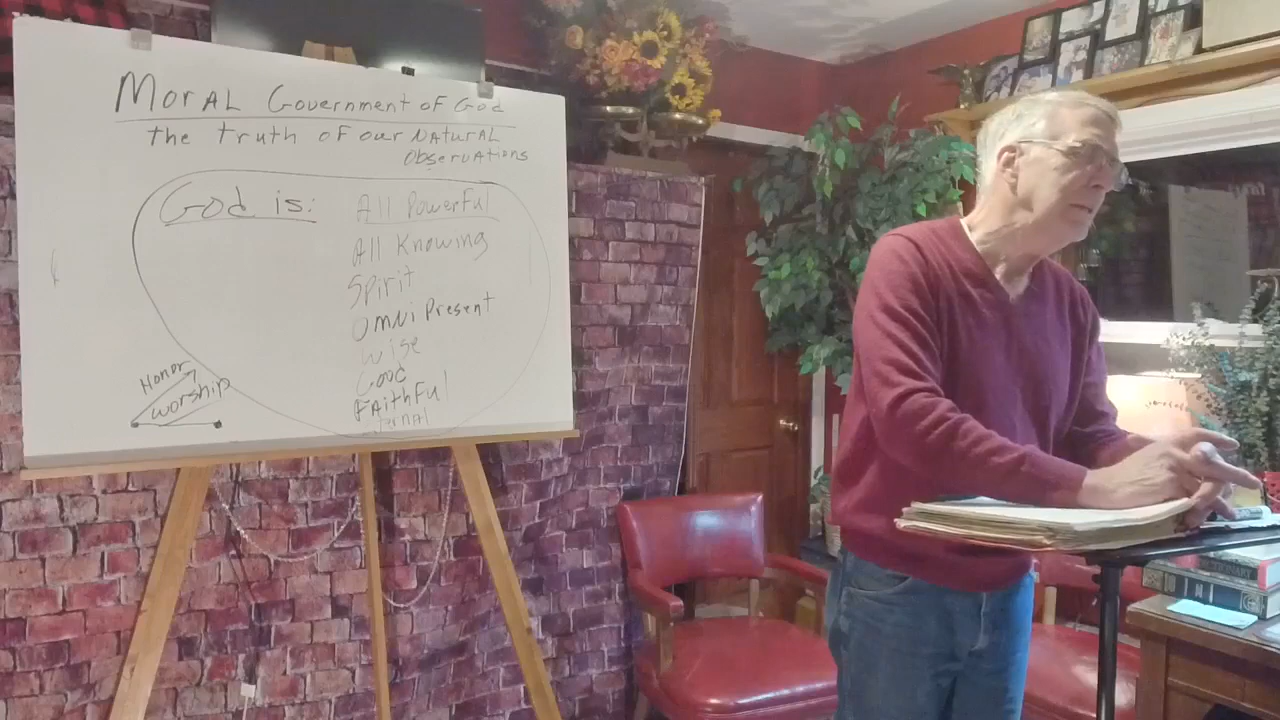 Moral Government of God
the truth of our Natural
Observations
God is: All Powerful
All Knowing
Spirit
Omni Present
Wise
Good
Faithful
Honor
Worship